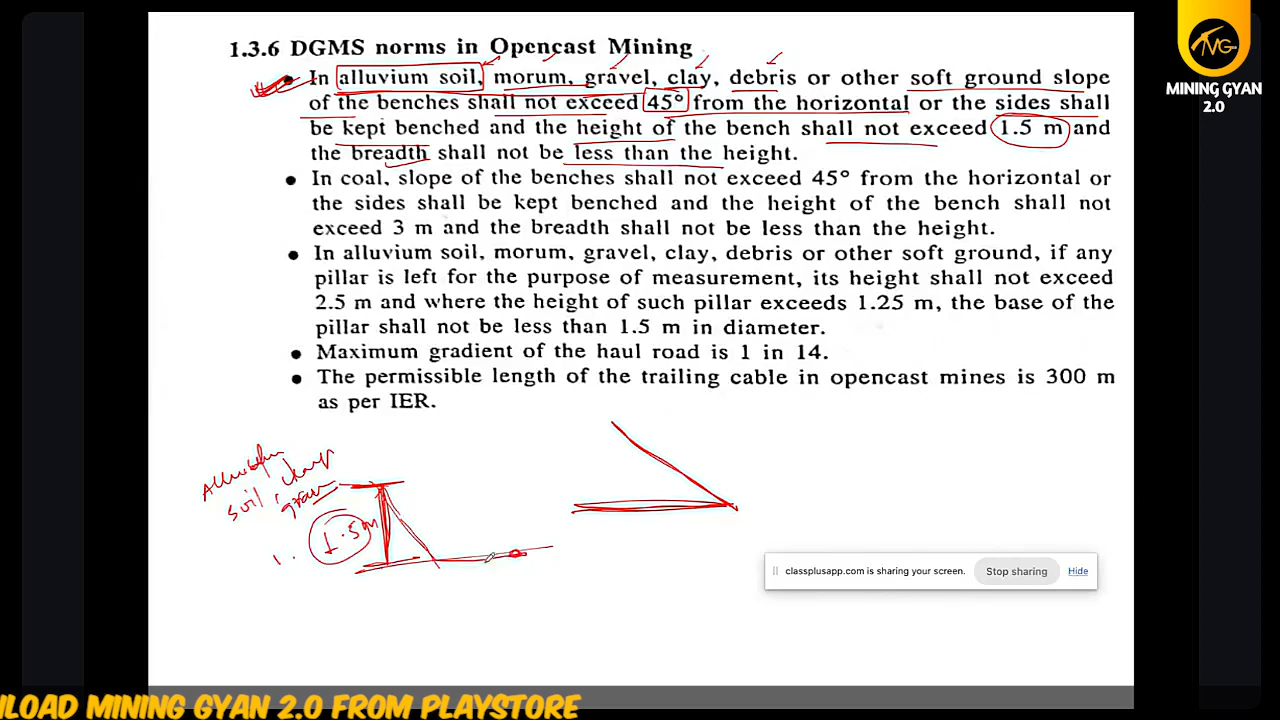 1.3.6 DGMS norms in Opencast Mining
• In alluvium soil, morum, gravel, clay, debris or other soft ground slope
of the benches shall not exceed 45° from the horizontal or the sides shall
be kept benched and the height of the bench shall not exceed 1.5 m and
the breadth shall not be less than the height.
• In coal, slope of the benches shall not exceed 45° from the horizontal or
the sides shall be kept benched and the height of the bench shall not
exceed 3 m and the breadth shall not be less than the height.
• In alluvium soil, morum, gravel, clay, debris or other soft ground, if any
pillar is left for the purpose of measurement, its height shall not exceed
2.5 m and where the height of such pillar exceeds 1.25 m, the base of the
pillar shall not be less than 1.5 m in diameter.
• Maximum gradient of the haul road is 1 in 14.
• The permissible length of the trailing cable in opencast mines is 300 m
as per IER.
soil,
1.5m
classplusapp.com is sharing your screen. Stop sharing Hide
MINING GYAN
2.0
NLOAD MINING GYAN 2.0 FROM PLAYSTORE